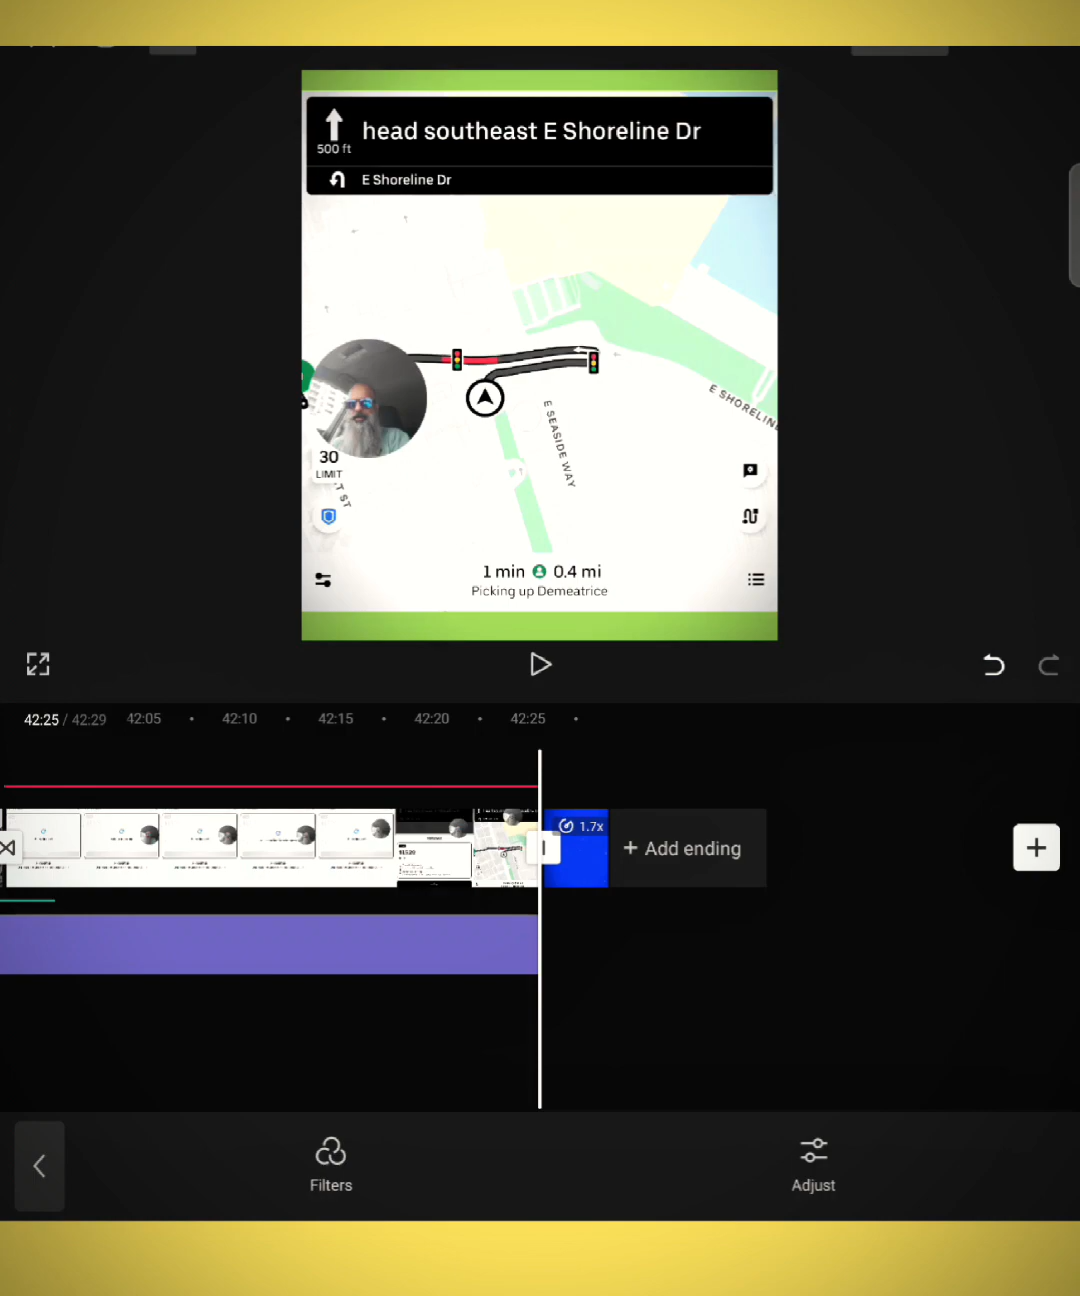 head southeast E Shoreline Dr
500 ft
E Shoreline Dr
E SHORELIN
E SEASIDE WAY
30
LIMIT
T ST
1 min 0.4 mi
Picking up Demeatrice
42:25 / 42:29 42:05 42:10 42:15 42:20 42:25
1.7x
+ Add ending
Filters
Adjust